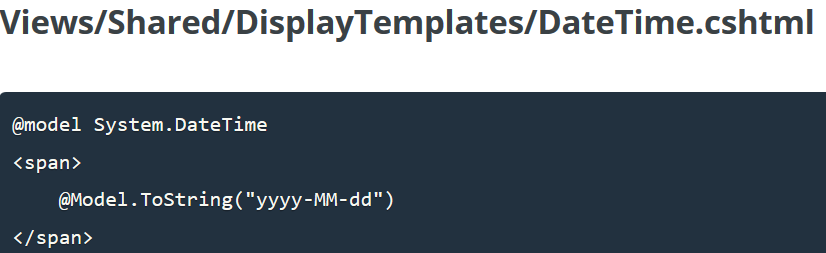 Views/Shared/DisplayTemplates/DateTime.cshtml
@model System.DateTime
<span>
    @Model.ToString("yyyy-MM-dd")
</span>